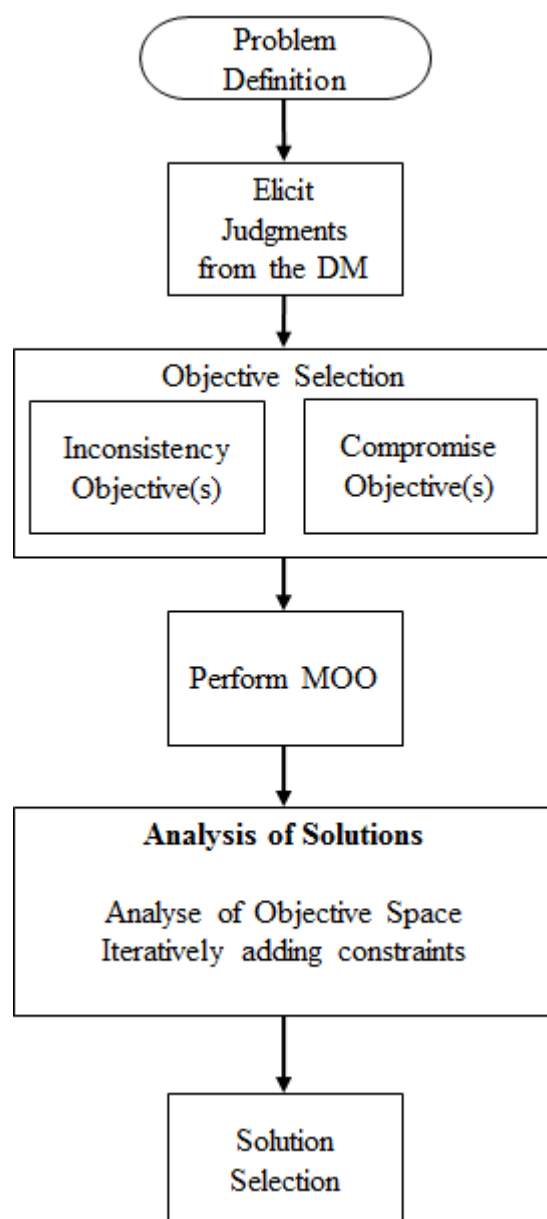 Problem
Definition
Elicit
Judgments
from the DM
Objective Selection
Inconsistency
Objective(s)
Compromise
Objective(s)
Perform MOO
Analysis of Solutions
Analyse of Objective Space
Iteratively adding constraints
Solution
Selection